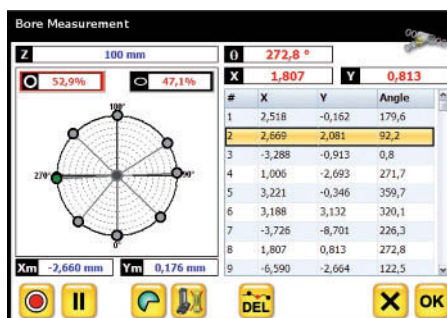 Bore Measurement
Z 100 mm θ 272,8 °
X 1,807 Y 0,813
52,9% 47,1%
180°
270° 90°
0°
Xm -2,660 mm Ym 0,176 mm
# X Y Angle
1 2,518 -0,162 179,6
2 2,669 2,081 92,2
3 -3,288 -0,913 0,8
4 1,006 -2,693 271,7
5 3,221 -0,346 359,7
6 3,188 3,132 320,1
7 -3,726 -8,701 226,3
8 1,807 0,813 272,8
9 -6,590 -2,664 122,5
DEL OK